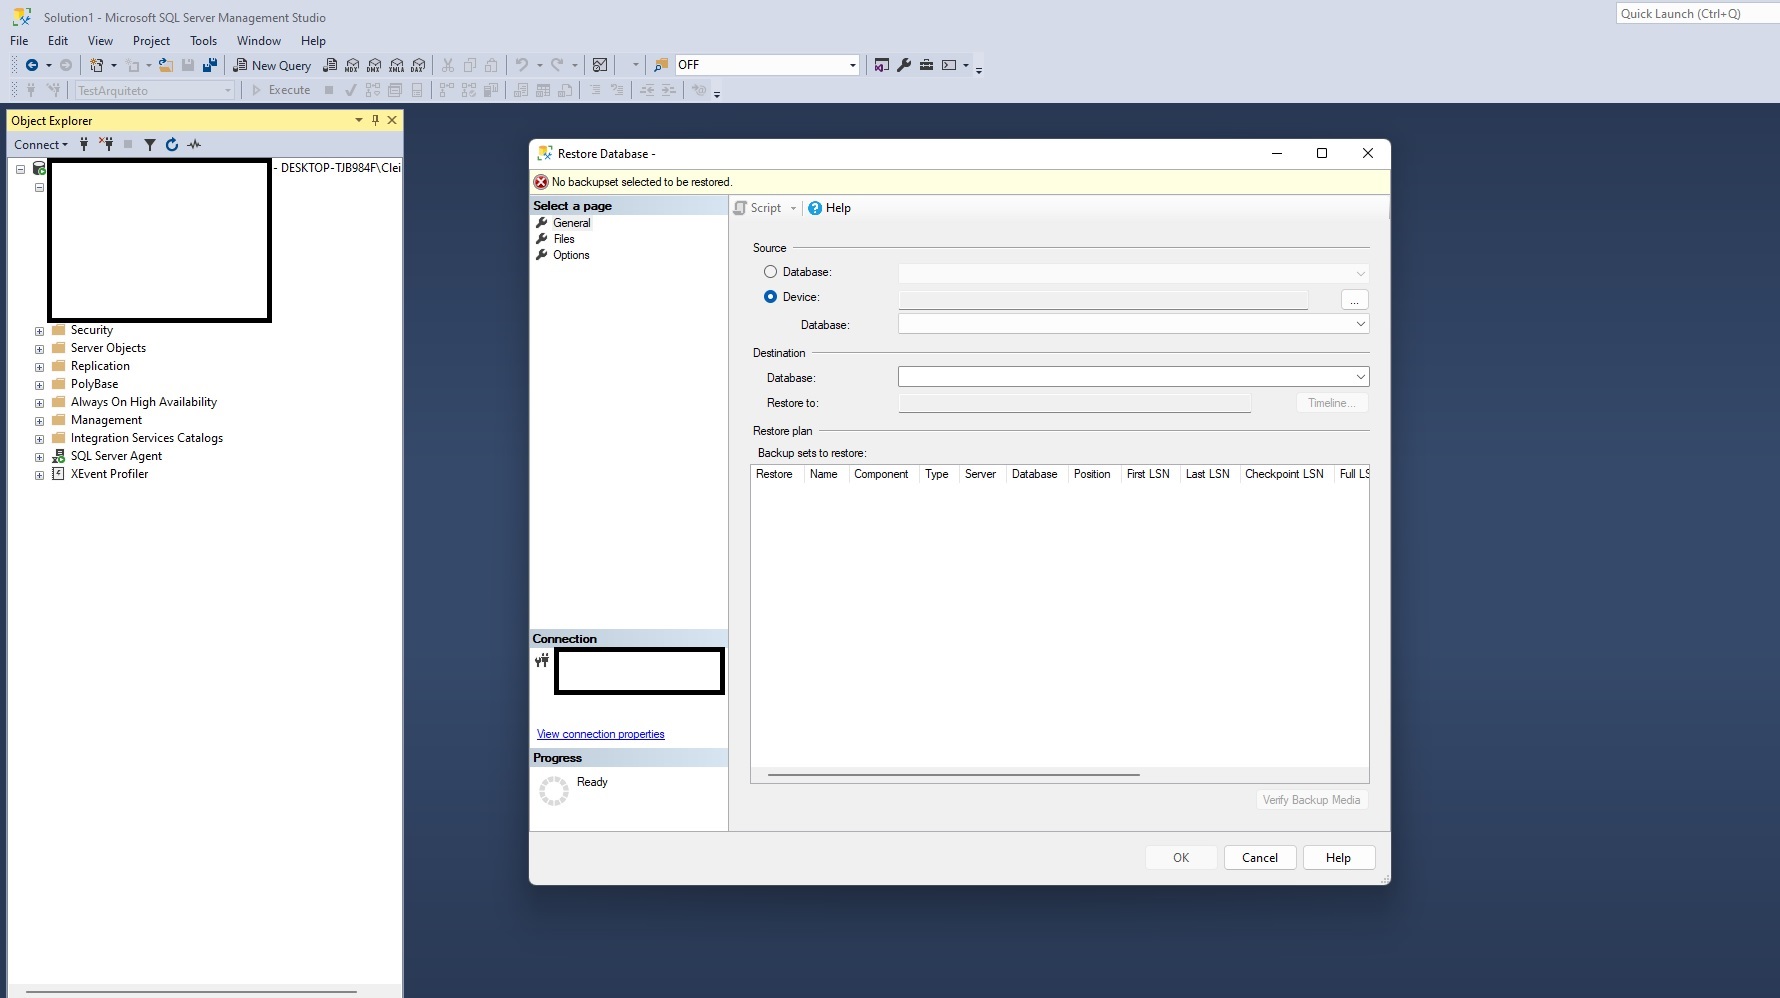 Solution1 - Microsoft SQL Server Management Studio
Quick Launch (Ctrl+Q)
File Edit View Project Tools Window Help
New Query MDX DMX XMLA DAX OFF
TestArquiteto Execute
Object Explorer
Connect
- DESKTOP-TJB984F\Clei
Security
Server Objects
Replication
PolyBase
Always On High Availability
Management
Integration Services Catalogs
SQL Server Agent
XEvent Profiler
Restore Database -
No backupset selected to be restored.
Select a page
General
Files
Options
Connection
View connection properties
Progress
Ready
Script Help
Source
Database:
Device:
...
Database:
Destination
Database:
Restore to:
Timeline...
Restore plan
Backup sets to restore:
Restore Name Component Type Server Database Position First LSN Last LSN Checkpoint LSN Full LS
Verify Backup Media
OK Cancel Help